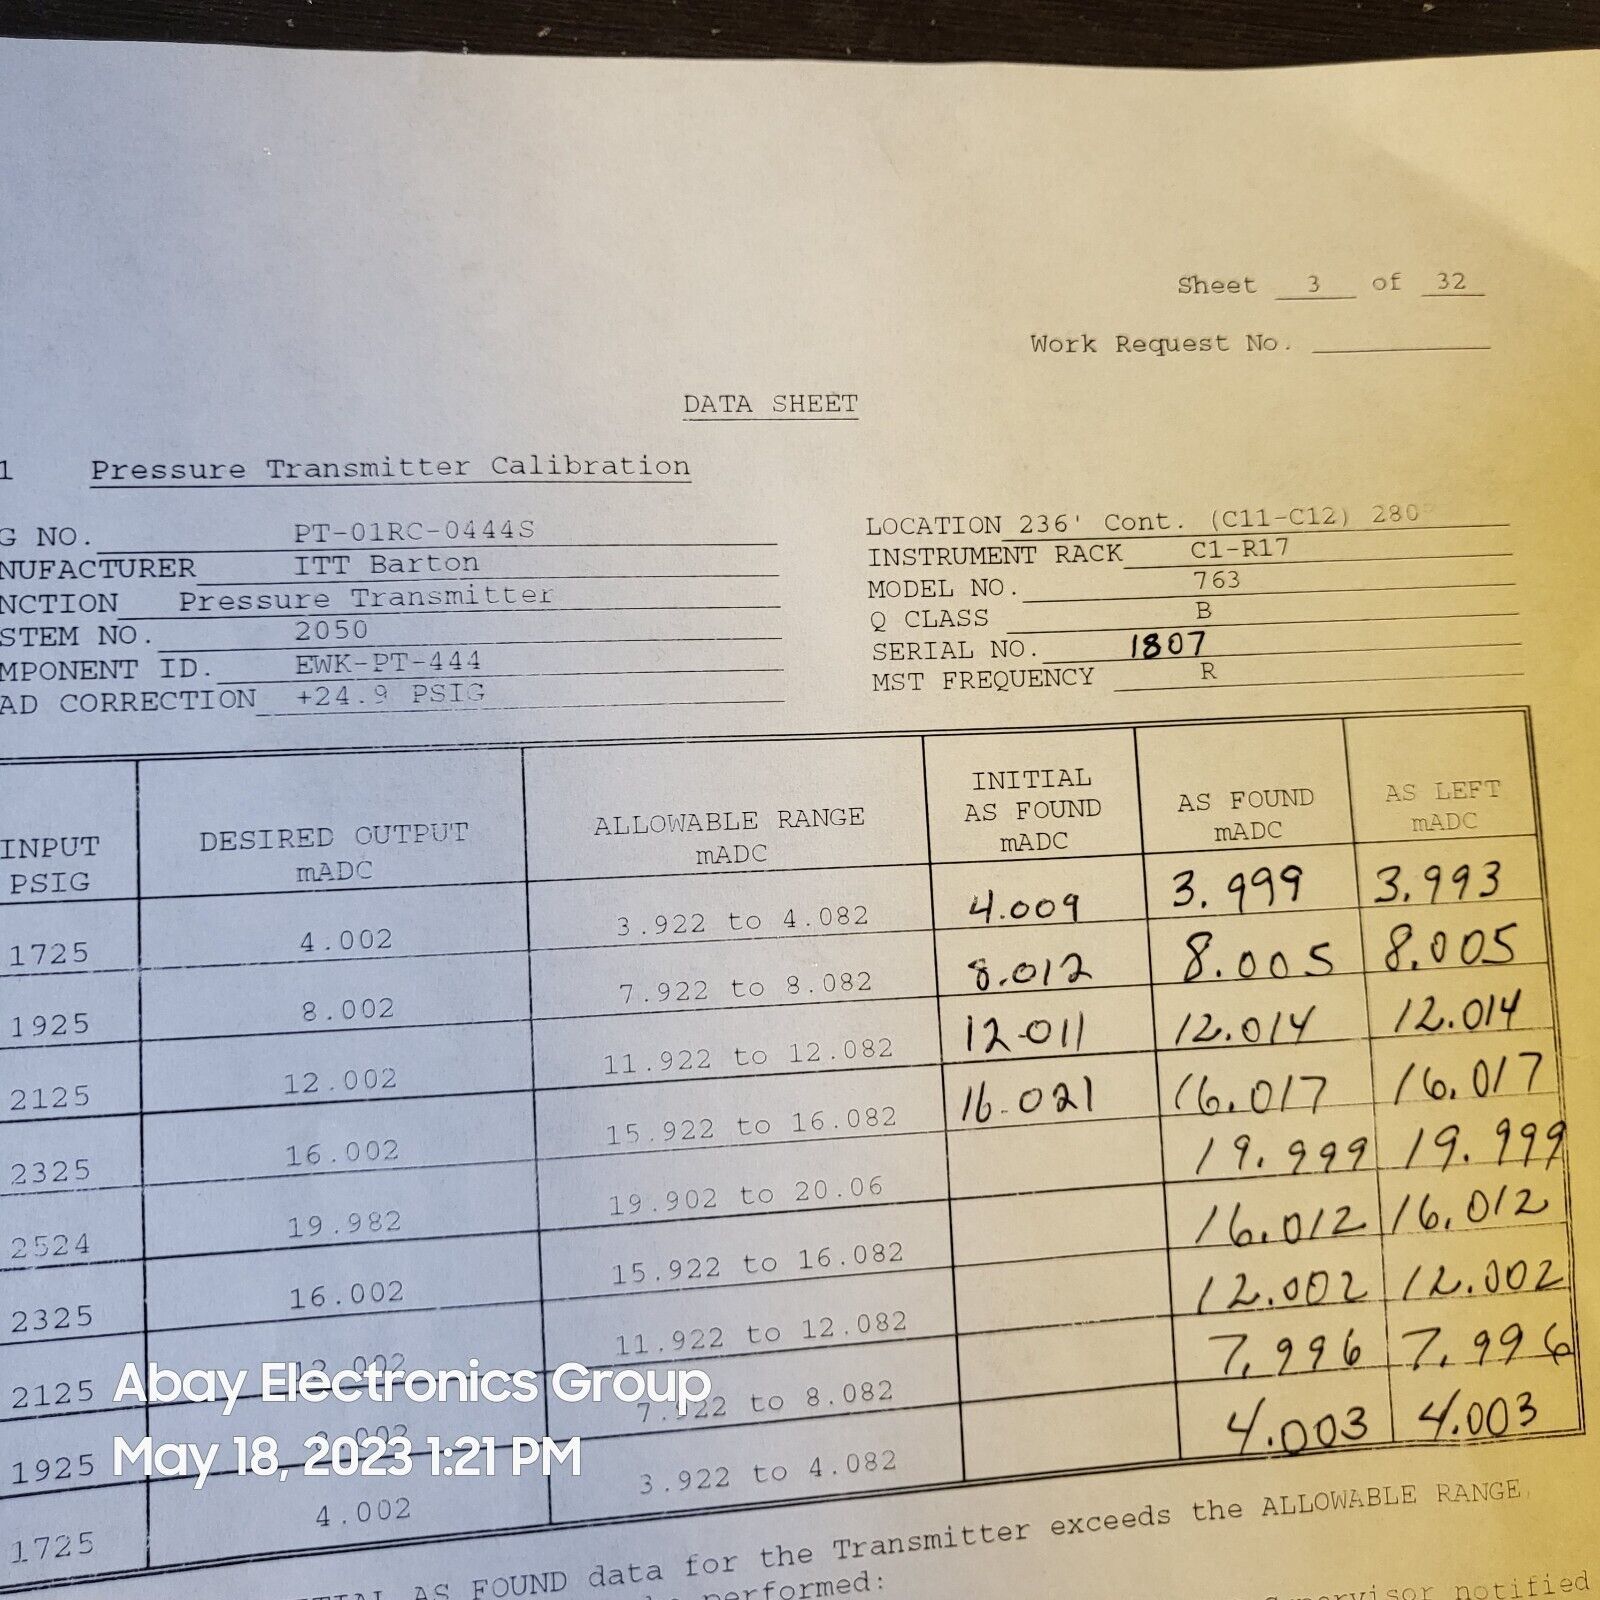 Sheet 3 of 32
Work Request No.
DATA SHEET
1 Pressure Transmitter Calibration
G NO. PT-01RC-0444S
NUFACTURER ITT Barton
NCTION Pressure Transmitter
STEM NO. 2050
MPONENT ID. EWK-PT-444
AD CORRECTION +24.9 PSIG
LOCATION 236' Cont. (C11-C12) 280
INSTRUMENT RACK C1-R17
MODEL NO. 763
Q CLASS B
SERIAL NO. 1807
MST FREQUENCY R
INPUT PSIG DESIRED OUTPUT mADC ALLOWABLE RANGE mADC INITIAL AS FOUND mADC AS FOUND mADC AS LEFT mADC
1725 4.002 3.922 to 4.082 4.009 3.999 3.993
1925 8.002 7.922 to 8.082 8.012 8.005 8.005
2125 12.002 11.922 to 12.082 12.011 12.014 12.014
2325 16.002 15.922 to 16.082 16.021 16.017 16.017
2524 19.982 19.902 to 20.06 19.999 19.999
2325 16.002 15.922 to 16.082 16.012 16.012
2125 12.002 11.922 to 12.082 12.002 12.002
1925 8.002 7.922 to 8.082 7.996 7.996
1725 4.002 3.922 to 4.082 4.003 4.003
AS FOUND data for the Transmitter exceeds the ALLOWABLE RANGE,
performed:
notified
Abay Electronics Group
May 18, 2023 1:21 PM